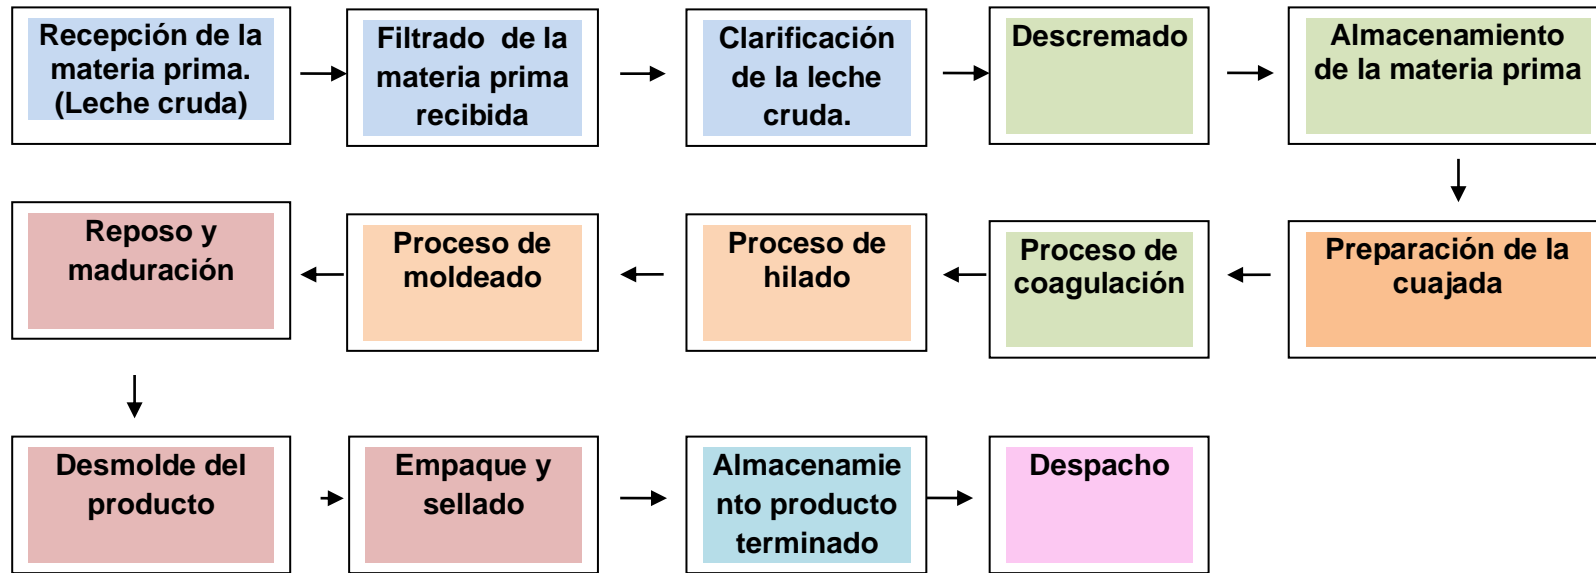 Recepción de la
materia prima.
(Leche cruda)
Filtrado de la
materia prima
recibida
Clarificación
de la leche
cruda.
Descremado
Almacenamiento
de la materia prima
Preparación de la
cuajada
Proceso de
coagulación
Proceso de
hilado
Proceso de
moldeado
Reposo y
maduración
Desmolde del
producto
Empaque y
sellado
Almacenamie
nto producto
terminado
Despacho